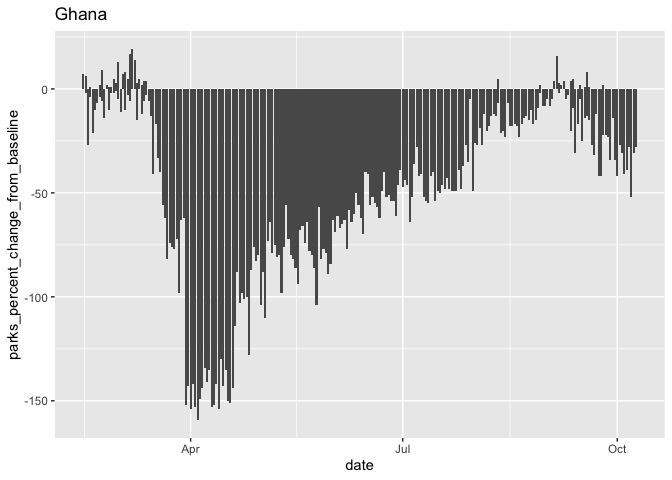 Ghana
parks_percent_change_from_baseline
0
-50
-100
-150
Apr
Jul
Oct
date